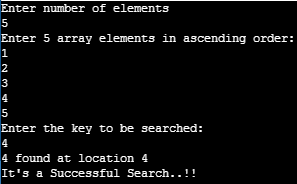 Enter number of elements
5
Enter 5 array elements in ascending order:
1
2
3
4
5
Enter the key to be searched:
4
4 found at location 4
It's a Successful Search..!!